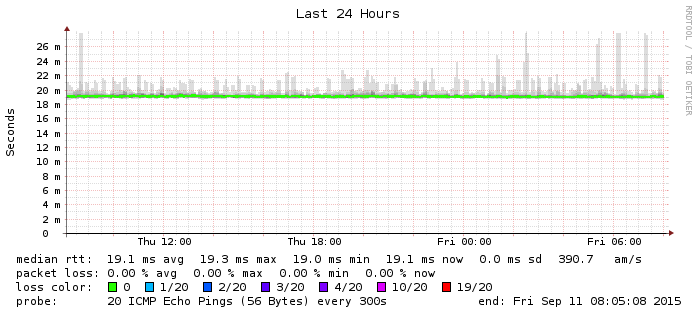 Last 24 Hours
RRDTOOL / TOBI OETIKER
Seconds
26 m
24 m
22 m
20 m
18 m
16 m
14 m
12 m
10 m
8 m
6 m
4 m
2 m
0
Thu 12:00 Thu 18:00 Fri 00:00 Fri 06:00
median rtt: 19.1 ms avg 19.3 ms max 19.0 ms min 19.1 ms now 0.0 ms sd 390.7 am/s
packet loss: 0.00 % avg 0.00 % max 0.00 % min 0.00 % now
loss color: 0 1/20 2/20 3/20 4/20 10/20 19/20
probe: 20 ICMP Echo Pings (56 Bytes) every 300s end: Fri Sep 11 08:05:08 2015